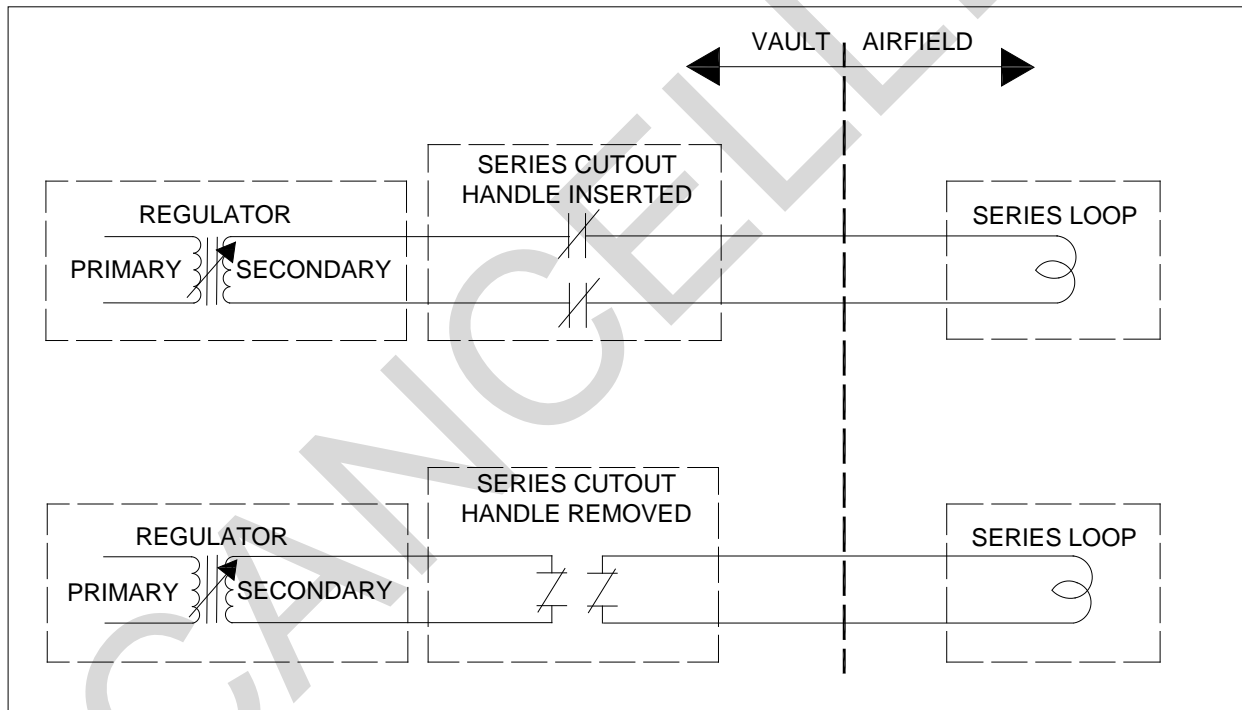 VAULT AIRFIELD
SERIES CUTOUT
HANDLE INSERTED
REGULATOR
PRIMARY SECONDARY
SERIES LOOP
SERIES CUTOUT
HANDLE REMOVED
REGULATOR
PRIMARY SECONDARY
SERIES LOOP
CANCELL